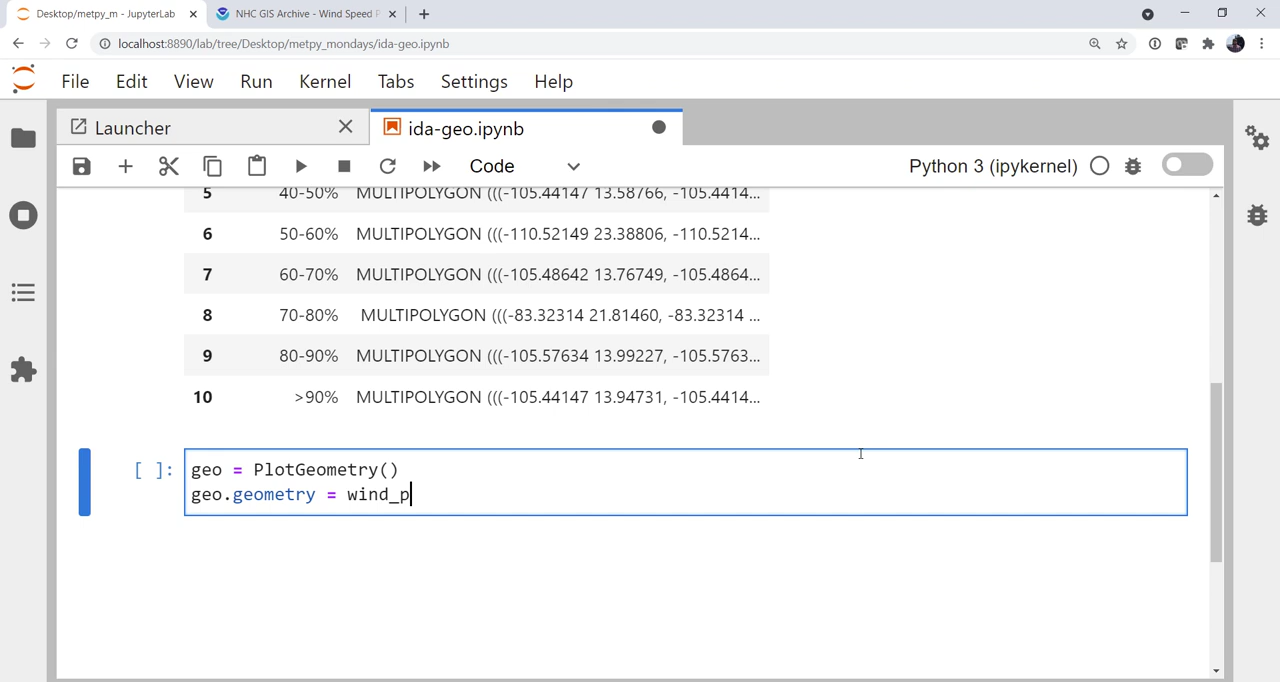 Desktop/metpy_m - JupyterLab
NHC GIS Archive - Wind Speed P
localhost:8890/lab/tree/Desktop/metpy_mondays/ida-geo.ipynb
File Edit View Run Kernel Tabs Settings Help
Launcher
ida-geo.ipynb
Code
Python 3 (ipykernel)
5 40-50% MULTIPOLYGON (((-105.44147 13.58766, -105.4414...
6 50-60% MULTIPOLYGON (((-110.52149 23.38806, -110.5214...
7 60-70% MULTIPOLYGON (((-105.48642 13.76749, -105.4864...
8 70-80% MULTIPOLYGON (((-83.32314 21.81460, -83.32314 ...
9 80-90% MULTIPOLYGON (((-105.57634 13.99227, -105.5763...
10 >90% MULTIPOLYGON (((-105.44147 13.94731, -105.4414...
[ ]: geo = PlotGeometry()
geo.geometry = wind_p